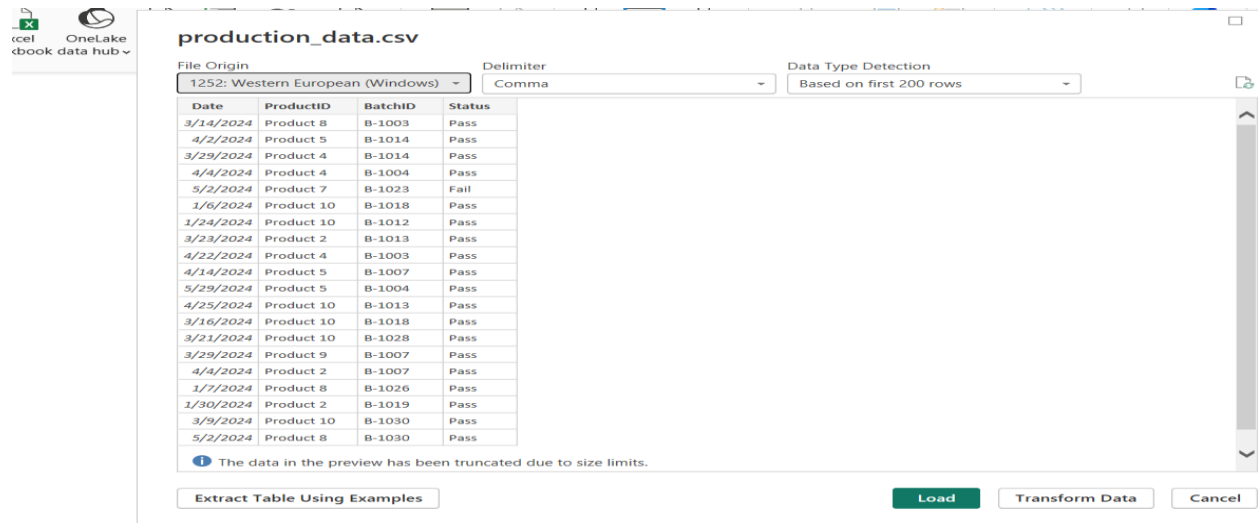 OneLake
data hub
production_data.csv
File Origin Delimiter Data Type Detection
1252: Western European (Windows) Comma Based on first 200 rows
Date ProductID BatchID Status
3/14/2024 Product 8 B-1003 Pass
4/2/2024 Product 5 B-1014 Pass
3/29/2024 Product 4 B-1014 Pass
4/4/2024 Product 4 B-1004 Pass
5/2/2024 Product 7 B-1023 Fail
1/6/2024 Product 10 B-1018 Pass
1/24/2024 Product 10 B-1012 Pass
3/23/2024 Product 2 B-1013 Pass
4/22/2024 Product 4 B-1003 Pass
4/14/2024 Product 5 B-1007 Pass
5/29/2024 Product 5 B-1004 Pass
4/25/2024 Product 10 B-1013 Pass
3/16/2024 Product 10 B-1018 Pass
3/21/2024 Product 10 B-1028 Pass
3/29/2024 Product 9 B-1007 Pass
4/4/2024 Product 2 B-1007 Pass
1/7/2024 Product 8 B-1026 Pass
1/30/2024 Product 2 B-1019 Pass
3/9/2024 Product 10 B-1030 Pass
5/2/2024 Product 8 B-1030 Pass
The data in the preview has been truncated due to size limits.
Extract Table Using Examples Load Transform Data Cancel